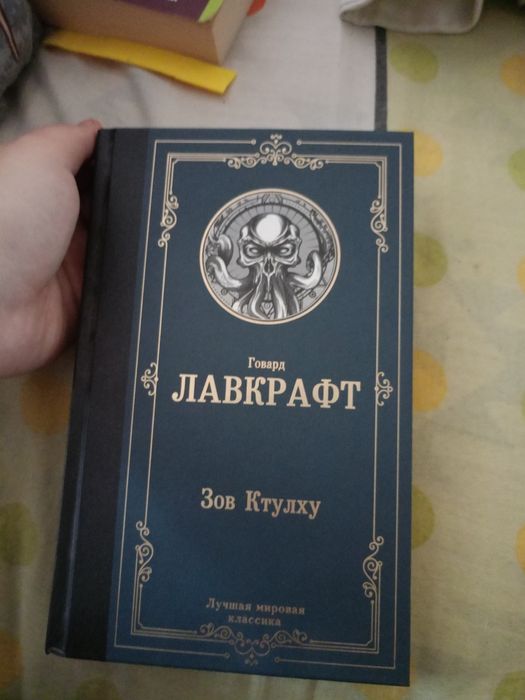 Говард
ЛАВКРАФТ
Зов Ктулху
Лучшая мировая
классика